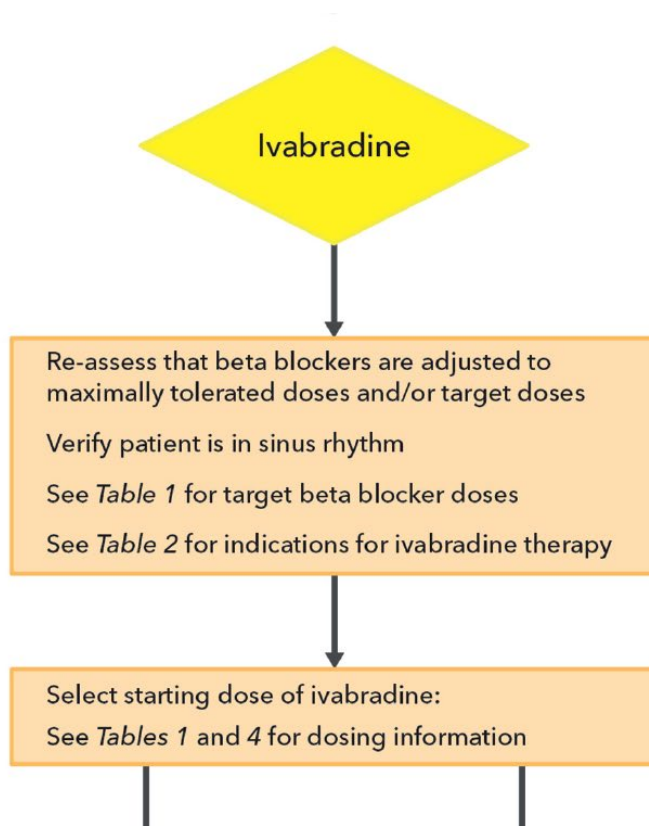 Ivabradine
Re-assess that beta blockers are adjusted to
maximally tolerated doses and/or target doses
Verify patient is in sinus rhythm
See Table 1 for target beta blocker doses
See Table 2 for indications for ivabradine therapy
Select starting dose of ivabradine:
See Tables 1 and 4 for dosing information